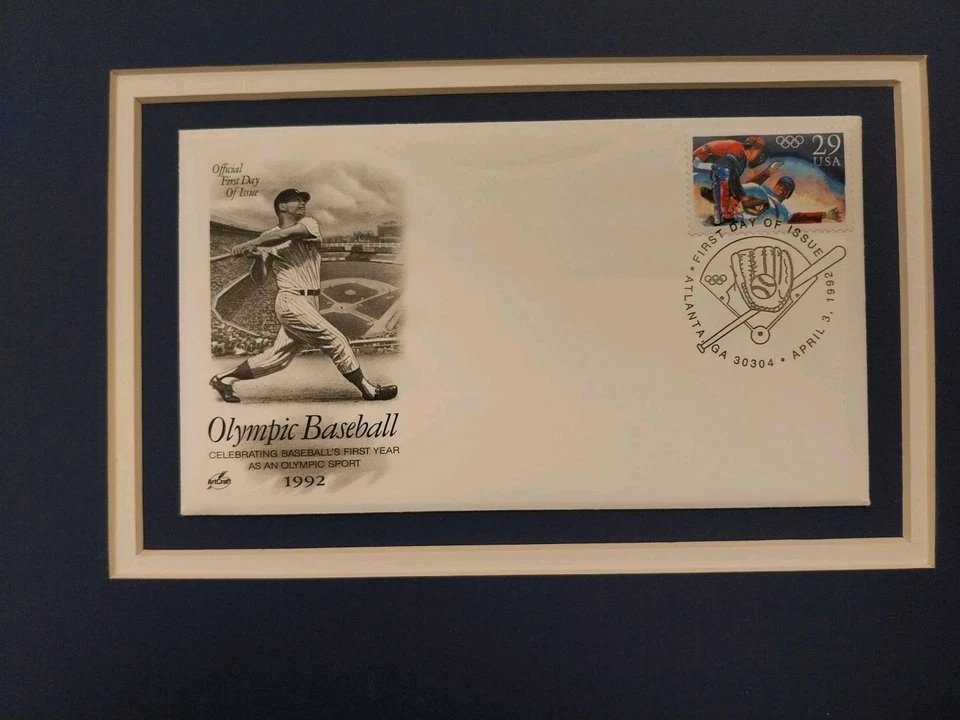 Official
First Day
Of Issue
29
USA
FIRST DAY OF ISSUE
ATLANTA, GA 30304 • APRIL 3, 1992
Olympic Baseball
CELEBRATING BASEBALL'S FIRST YEAR
AS AN OLYMPIC SPORT
1992
ArtCraft